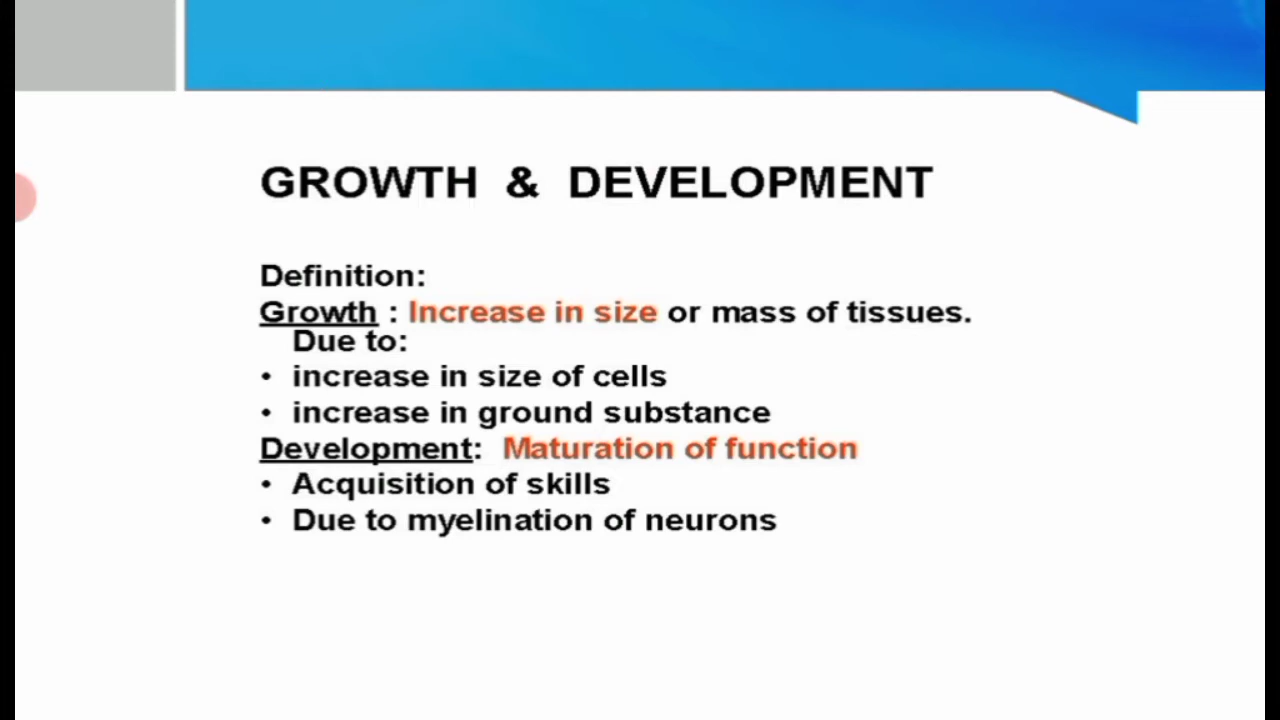 GROWTH & DEVELOPMENT
Definition:
Growth : Increase in size or mass of tissues.
Due to:
• increase in size of cells
• increase in ground substance
Development: Maturation of function
• Acquisition of skills
• Due to myelination of neurons